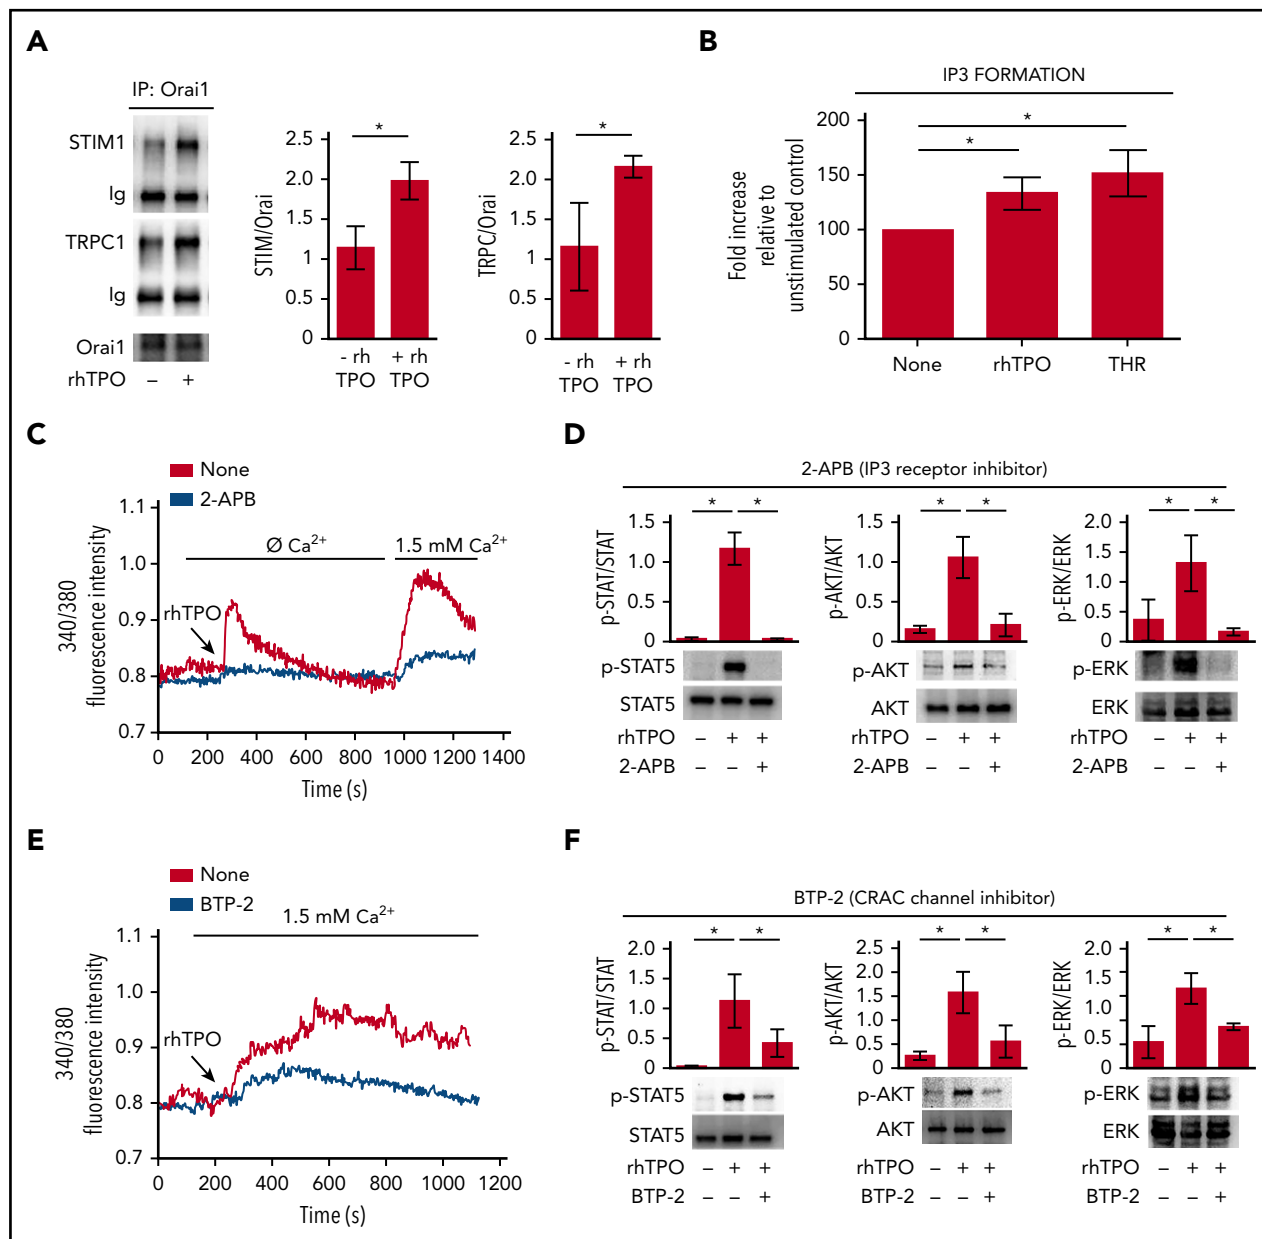 A
IP: Orai1
STIM1
Ig
TRPC1
Ig
Orai1
rhTPO – +
STIM/Orai
2.5
2.0
1.5
1
0.5
0
*
- rh TPO
+ rh TPO
TRPC/Orai
2.5
2.0
1.5
1
0.5
0
*
- rh TPO
+ rh TPO
B
IP3 FORMATION
Fold increase
relative to
unstimulated control
200
150
100
50
0
*
*
None rhTPO THR
C
None
2-APB
340/380
fluorescence intensity
1.1
1.0
0.9
0.8
0.7
Ø Ca²⁺
1.5 mM Ca²⁺
rhTPO
0 200 400 600 800 1000 1200 1400
Time (s)
D
2-APB (IP3 receptor inhibitor)
p-STAT/STAT
1.5
1.0
0.5
0
* *
p-STAT5
STAT5
rhTPO – + +
2-APB – – +
p-AKT/AKT
1.5
1.0
0.5
0
* *
p-AKT
AKT
rhTPO – + +
2-APB – – +
p-ERK/ERK
2.0
1.5
1.0
0.5
0
* *
p-ERK
ERK
rhTPO – + +
2-APB – – +
E
None
BTP-2
340/380
fluorescence intensity
1.1
1.0
0.9
0.8
0.7
1.5 mM Ca²⁺
rhTPO
0 200 400 600 800 1000 1200
Time (s)
F
BTP-2 (CRAC channel inhibitor)
p-STAT/STAT
2.0
1.5
1.0
0.5
0
* *
p-STAT5
STAT5
rhTPO – + +
BTP-2 – – +
p-AKT/AKT
2.5
2.0
1.5
1.0
0.5
0
* *
p-AKT
AKT
rhTPO – + +
BTP-2 – – +
p-ERK/ERK
2.0
1.5
1.0
0.5
0
* *
p-ERK
ERK
rhTPO – + +
BTP-2 – – +